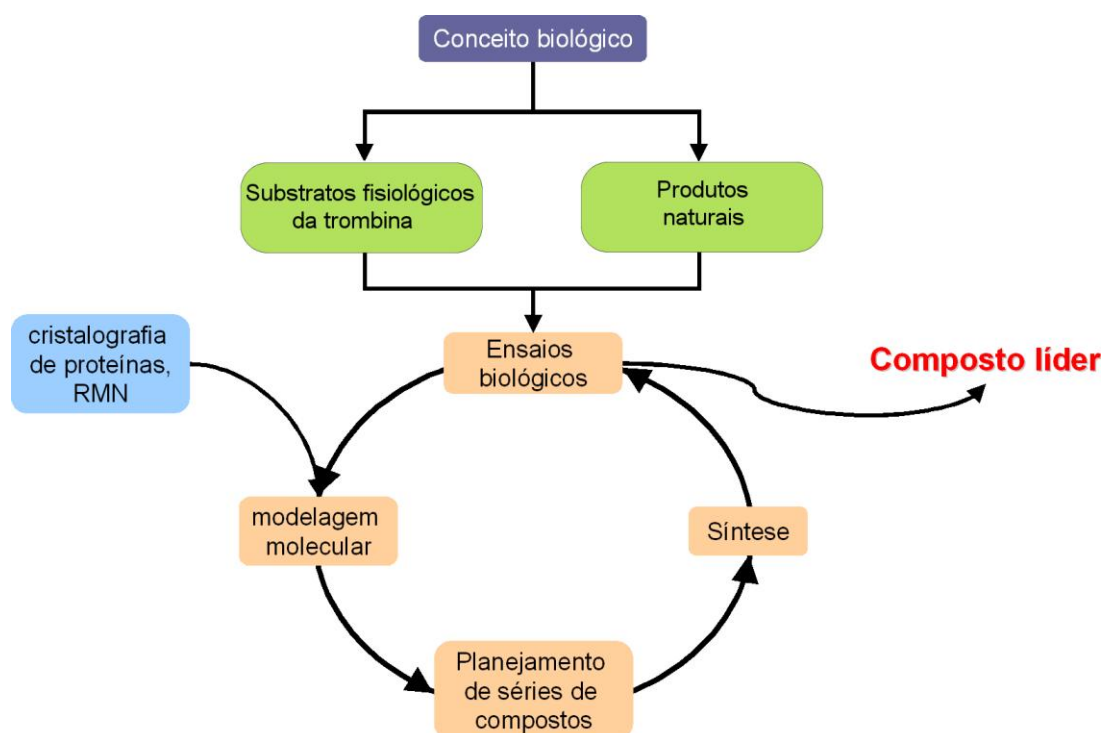 Conceito biológico
Substratos fisiológicos
da trombina
Produtos
naturais
cristalografia
de proteínas,
RMN
Ensaios
biológicos
Composto líder
modelagem
molecular
Síntese
Planejamento
de séries de
compostos